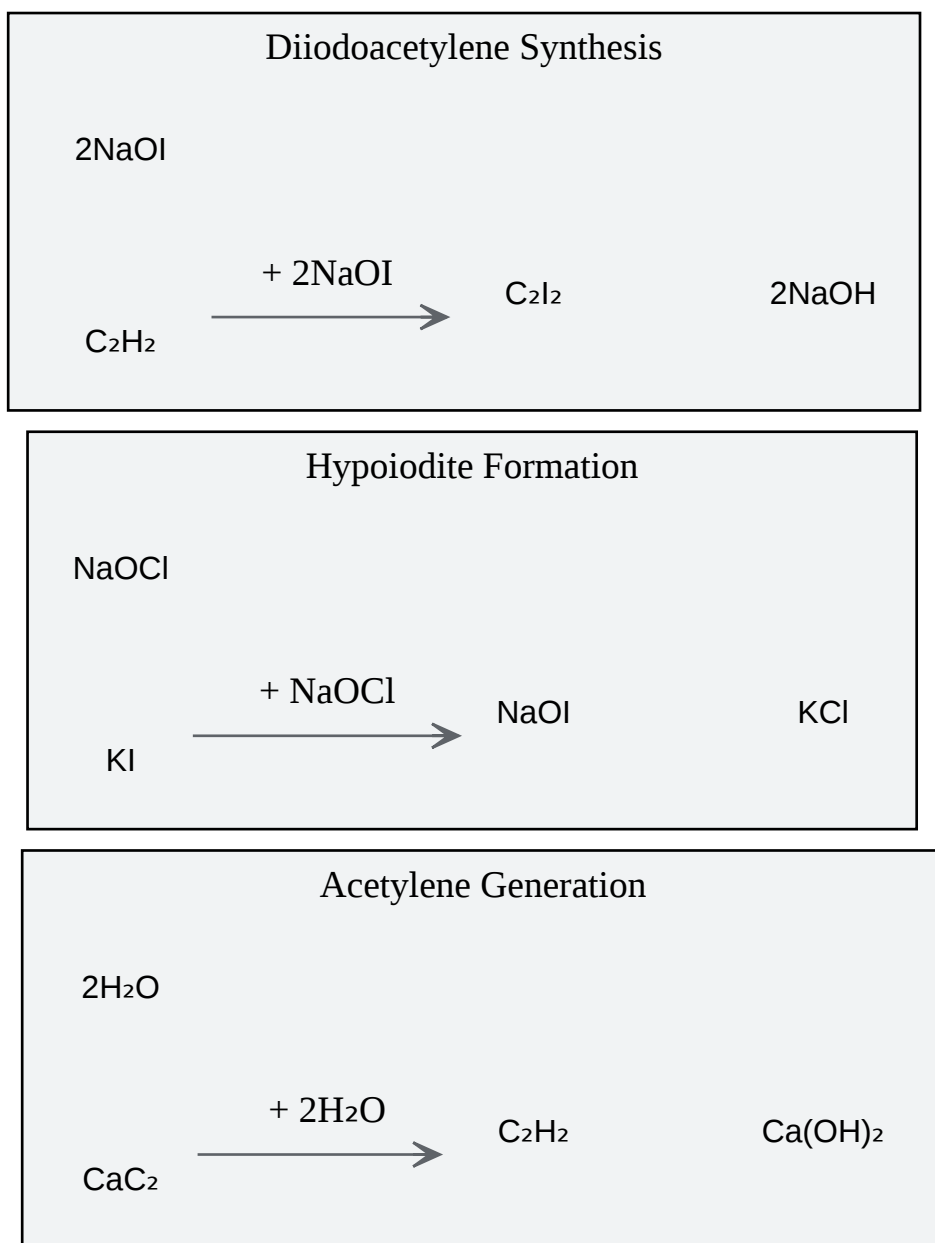 Diiodoacetylene Synthesis
2NaOI
+ 2NaOI
C₂I₂
2NaOH
C₂H₂
Hypoiodite Formation
NaOCl
+ NaOCl
NaOI
KCl
KI
Acetylene Generation
2H₂O
+ 2H₂O
C₂H₂
Ca(OH)₂
CaC₂